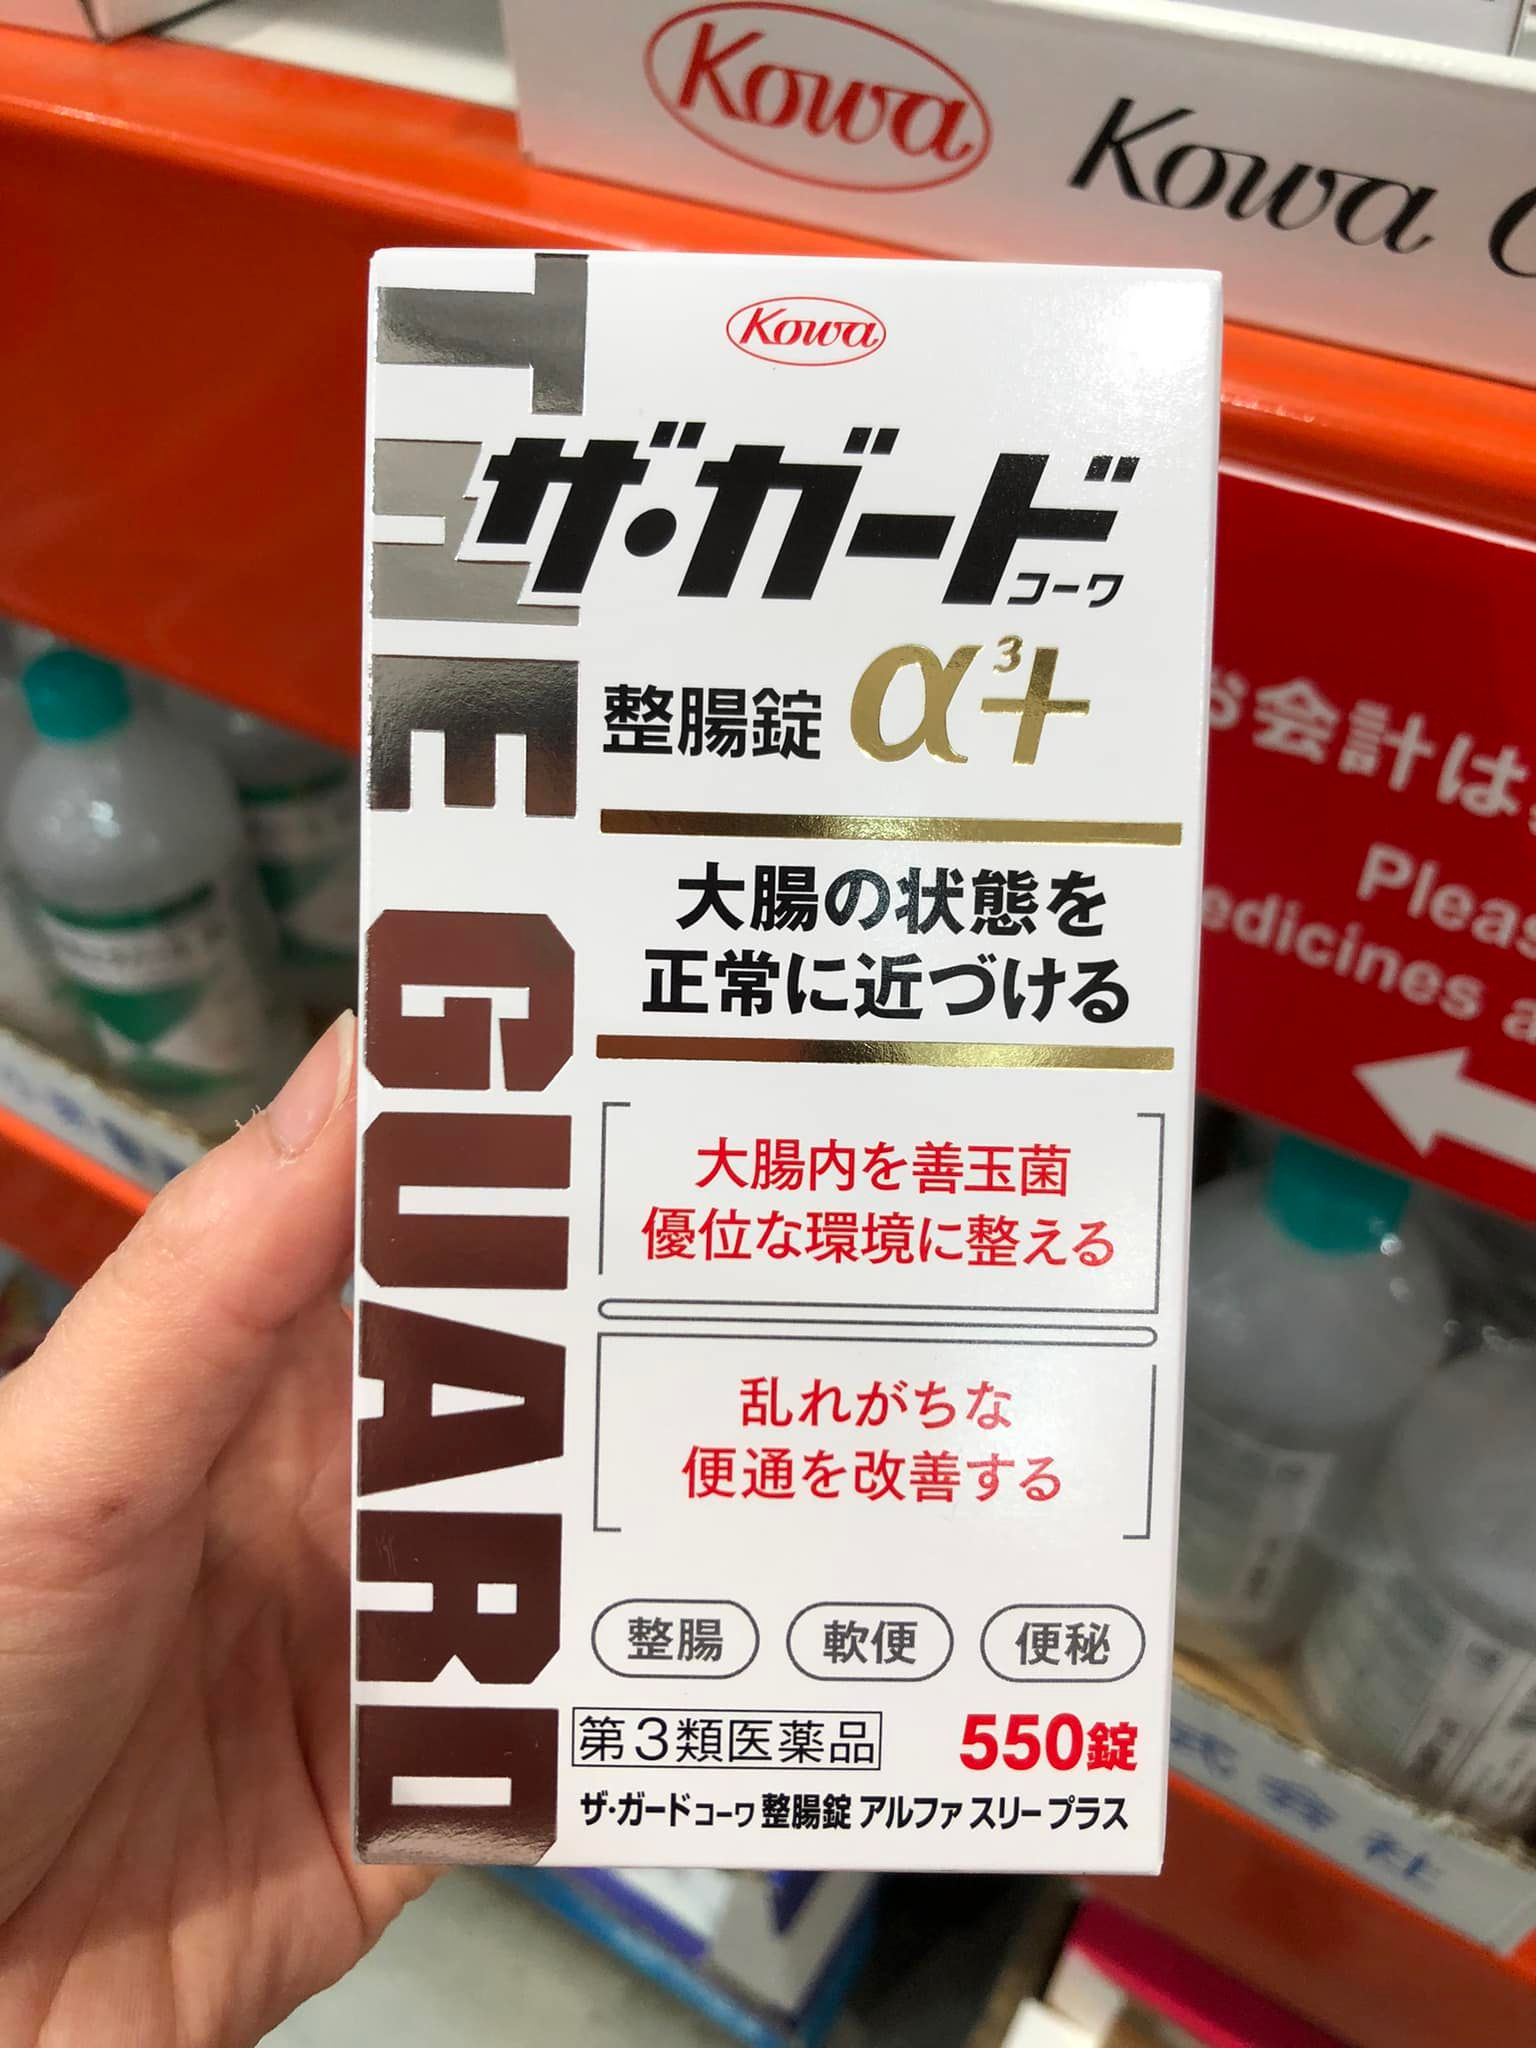 Kowa
Kowa
お会計は
Pleas
edicines a
Kowa
THE GUARD
ザ・ガード
コーワ
整腸錠 α³+
大腸の状態を
正常に近づける
大腸内を善玉菌
優位な環境に整える
乱れがちな
便通を改善する
整腸 軟便 便秘
第3類医薬品 550錠
ザ・ガードコーワ整腸錠アルファスリープラス
式会社